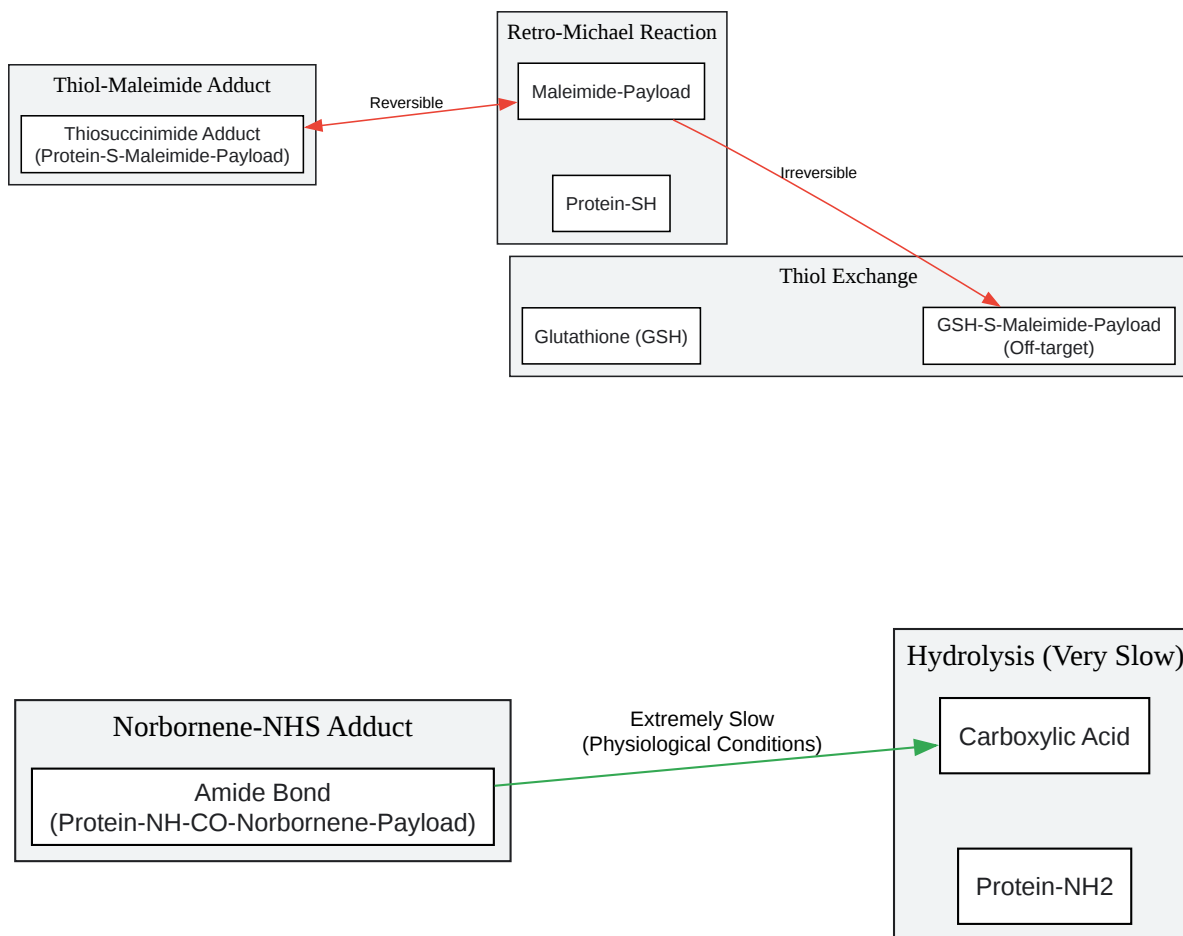 Retro-Michael Reaction
Thiol-Maleimide Adduct
Maleimide-Payload
Reversible
Thiosuccinimide Adduct
(Protein-S-Maleimide-Payload)
Irreversible
Protein-SH
Thiol Exchange
Glutathione (GSH)
GSH-S-Maleimide-Payload
(Off-target)
Hydrolysis (Very Slow)
Norbornene-NHS Adduct
Extremely Slow
(Physiological Conditions)
Carboxylic Acid
Amide Bond
(Protein-NH-CO-Norbornene-Payload)
Protein-NH2